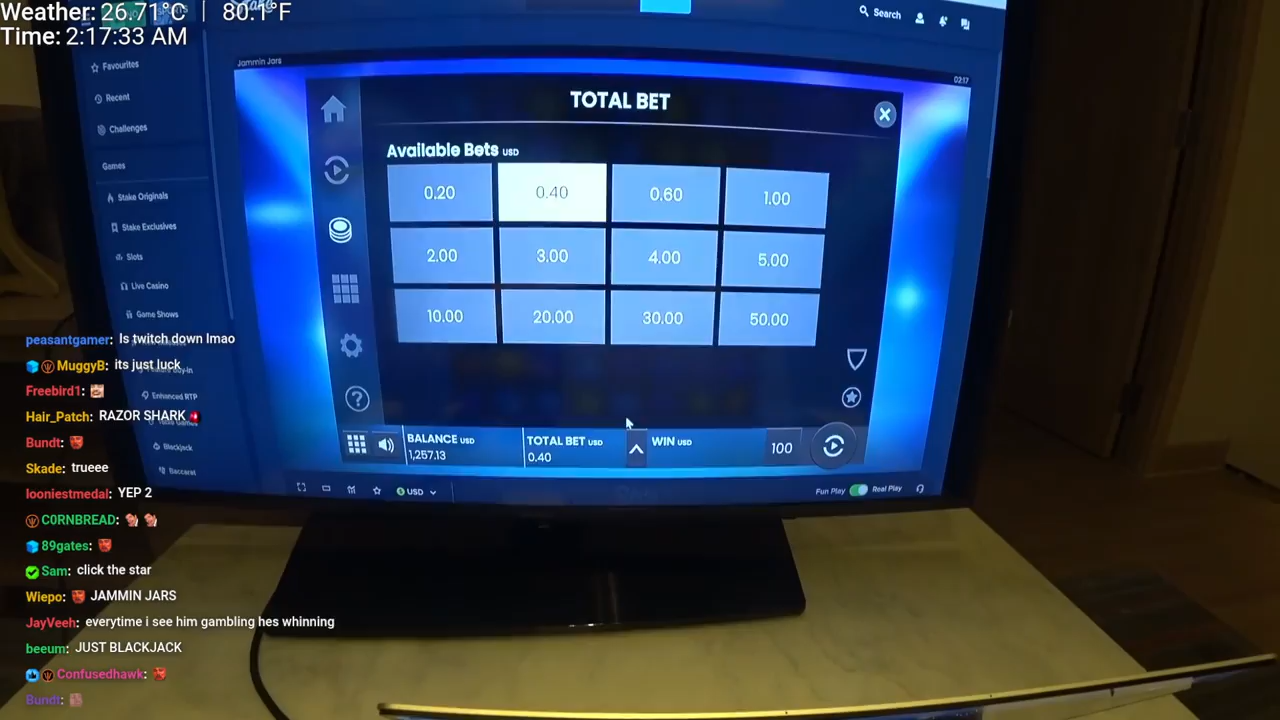 Weather: 26.71°C | 80.1°F
Time: 2:17:33 AM
Search
Favourites
Recent
Challenges
Games
Stake Originals
Stake Exclusives
Slots
Live Casino
Game Shows
Enhanced RTP
Blackjack
Baccarat
Jammin Jars
02:17
TOTAL BET
Available Bets USD
0.20 0.40 0.60 1.00
2.00 3.00 4.00 5.00
10.00 20.00 30.00 50.00
BALANCE USD
1,257.13
TOTAL BET USD
0.40
WIN USD
100
USD
Fun Play Real Play
peasantgamer: Is twitch down lmao
MuggyB: its just luck
Freebird1:
Hair_Patch: RAZOR SHARK
Bundt:
Skade: trueee
looniestmedal: YEP 2
C0RNBREAD:
89gates:
Sam: click the star
Wiepo: JAMMIN JARS
JayVeeh: everytime i see him gambling hes whinning
beeum: JUST BLACKJACK
Confusedhawk:
Bundt: